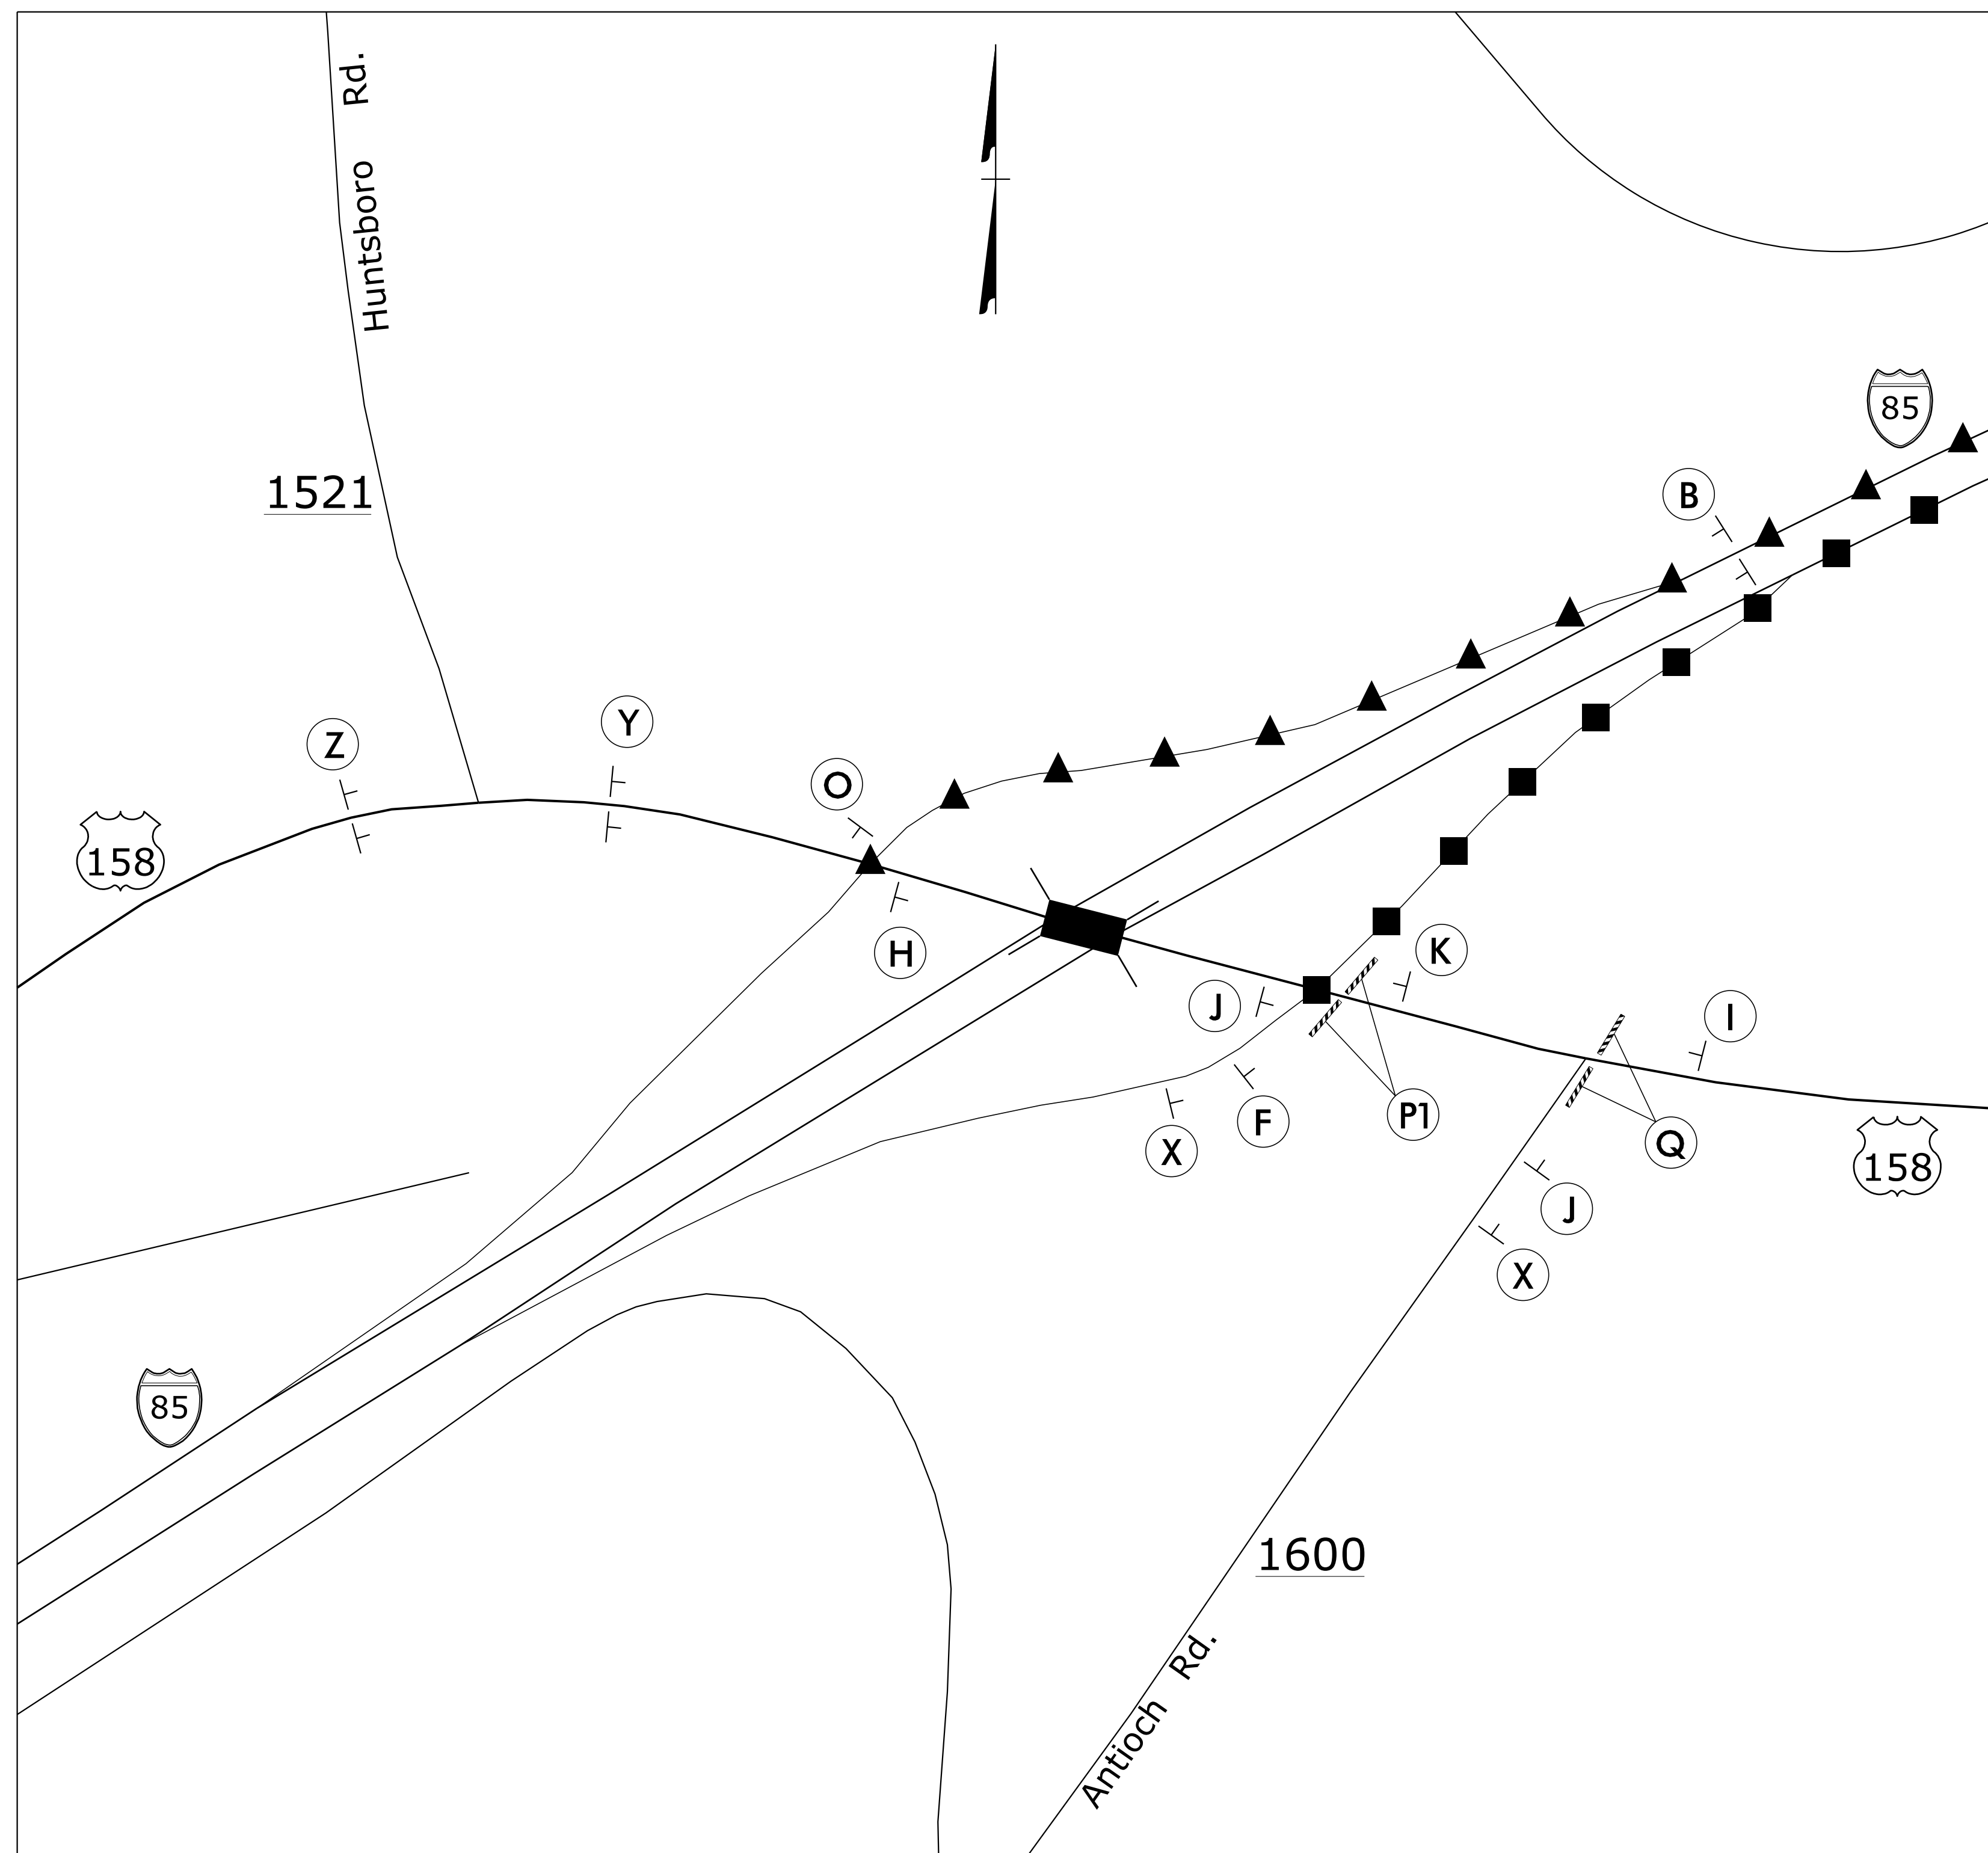 Huntsboro Rd.
85
B
1521
Z
Y
O
158
H
K
J
I
P1
F
X
Q
158
J
X
85
1600
Antioch Rd.